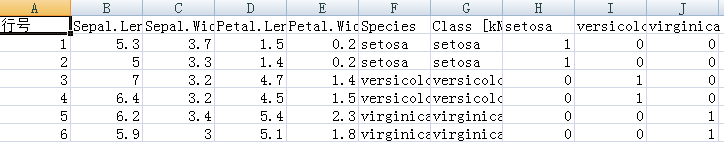 A B C D E F G H I J
行号 Sepal.Ler Sepal.Wid Petal.Ler Petal.Wid Species Class [kN setosa versicolo virginica
1 5.3 3.7 1.5 0.2 setosa setosa 1 0 0
2 5 3.3 1.4 0.2 setosa setosa 1 0 0
3 7 3.2 4.7 1.4 versicolo versicolo 0 1 0
4 6.4 3.2 4.5 1.5 versicolo versicolo 0 1 0
5 6.2 3.4 5.4 2.3 virginica virginica 0 0 1
6 5.9 3 5.1 1.8 virginica virginica 0 0 1